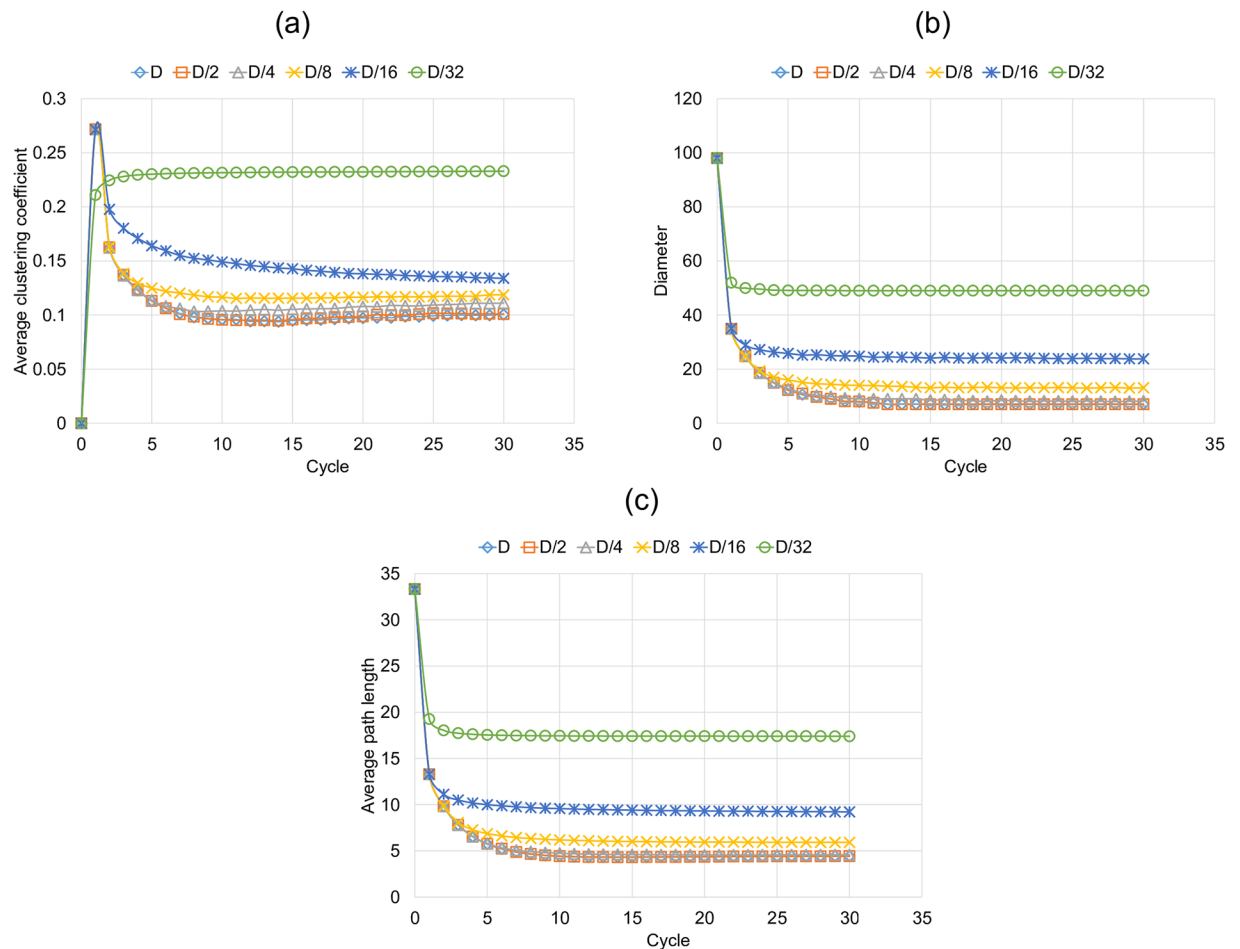 (a)
D D/2 D/4 D/8 D/16 D/32
Average clustering coefficient
0.3
0.25
0.2
0.15
0.1
0.05
0
0 5 10 15 20 25 30 35
Cycle
(b)
D D/2 D/4 D/8 D/16 D/32
Diameter
120
100
80
60
40
20
0
0 5 10 15 20 25 30 35
Cycle
(c)
D D/2 D/4 D/8 D/16 D/32
Average path length
35
30
25
20
15
10
5
0
0 5 10 15 20 25 30 35
Cycle